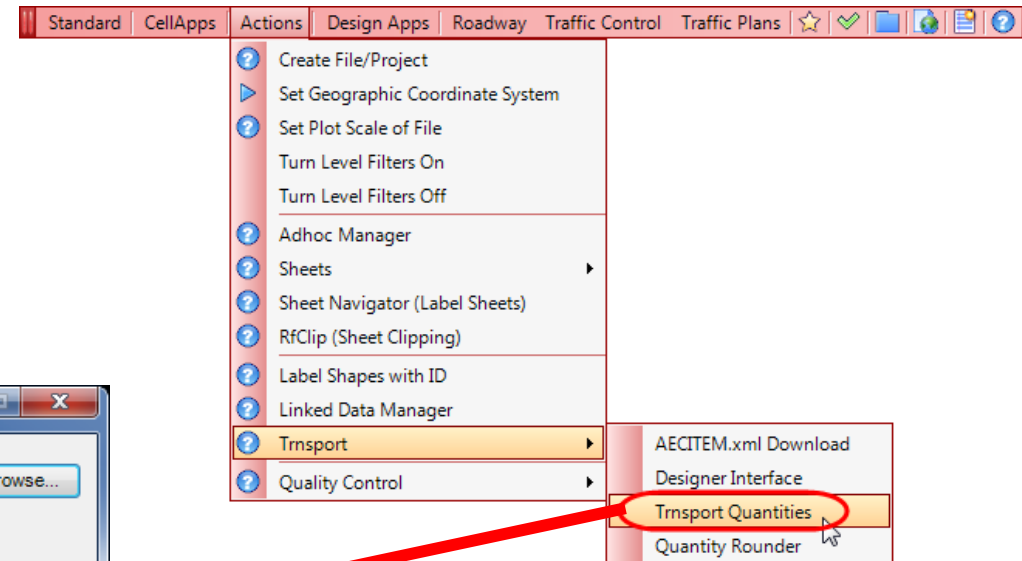 Standard CellApps Actions Design Apps Roadway Traffic Control Traffic Plans
Create File/Project
Set Geographic Coordinate System
Set Plot Scale of File
Turn Level Filters On
Turn Level Filters Off
Adhoc Manager
Sheets
Sheet Navigator (Label Sheets)
RfClip (Sheet Clipping)
Label Shapes with ID
Linked Data Manager
Trnsport
Quality Control
AECITEM.xml Download
Designer Interface
Trnsport Quantities
Quantity Rounder
rowse...